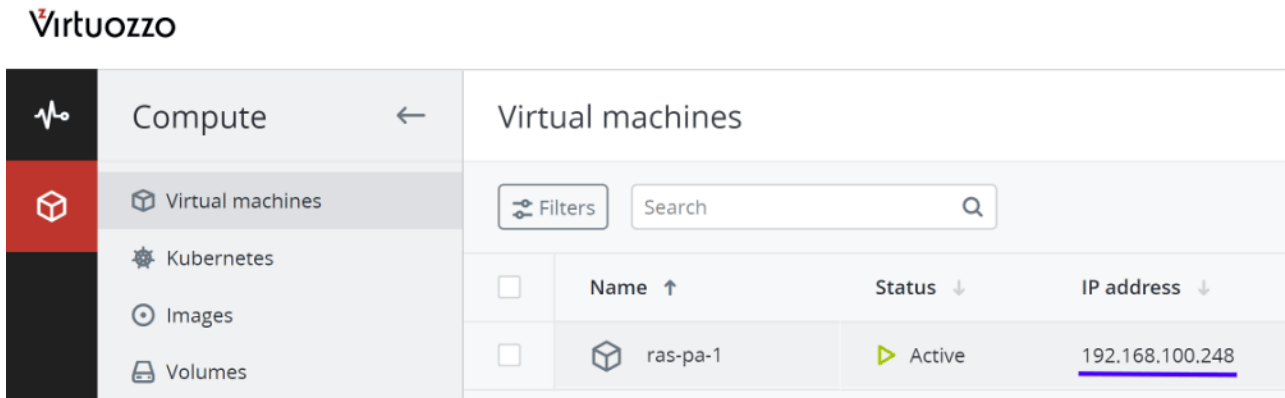 Virtuozzo
Compute
Virtual machines
Kubernetes
Images
Volumes
Virtual machines
Filters
Search
Name Status IP address
ras-pa-1 Active 192.168.100.248